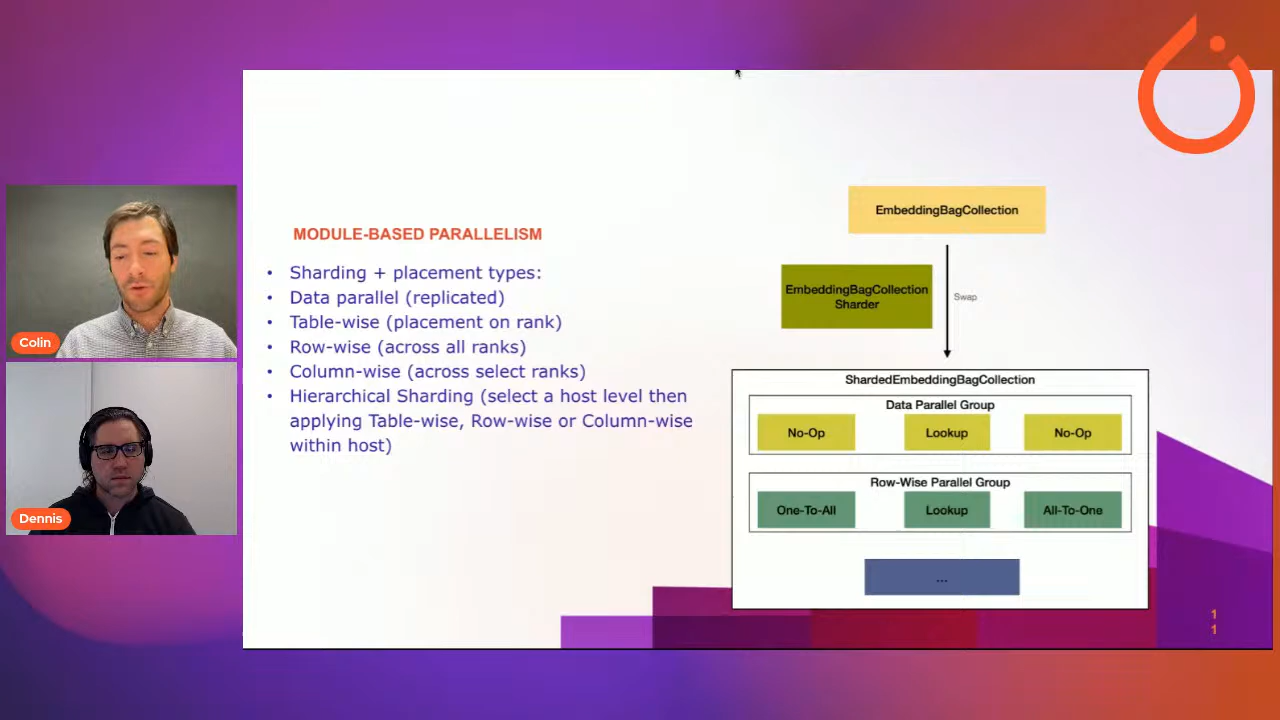 MODULE-BASED PARALLELISM
• Sharding + placement types:
• Data parallel (replicated)
• Table-wise (placement on rank)
• Row-wise (across all ranks)
• Column-wise (across select ranks)
• Hierarchical Sharding (select a host level then
applying Table-wise, Row-wise or Column-wise
within host)
EmbeddingBagCollection
EmbeddingBagCollection
Sharder
Swap
ShardedEmbeddingBagCollection
Data Parallel Group
No-Op
Lookup
No-Op
Row-Wise Parallel Group
One-To-All
Lookup
All-To-One
...
1
1
Colin
Dennis